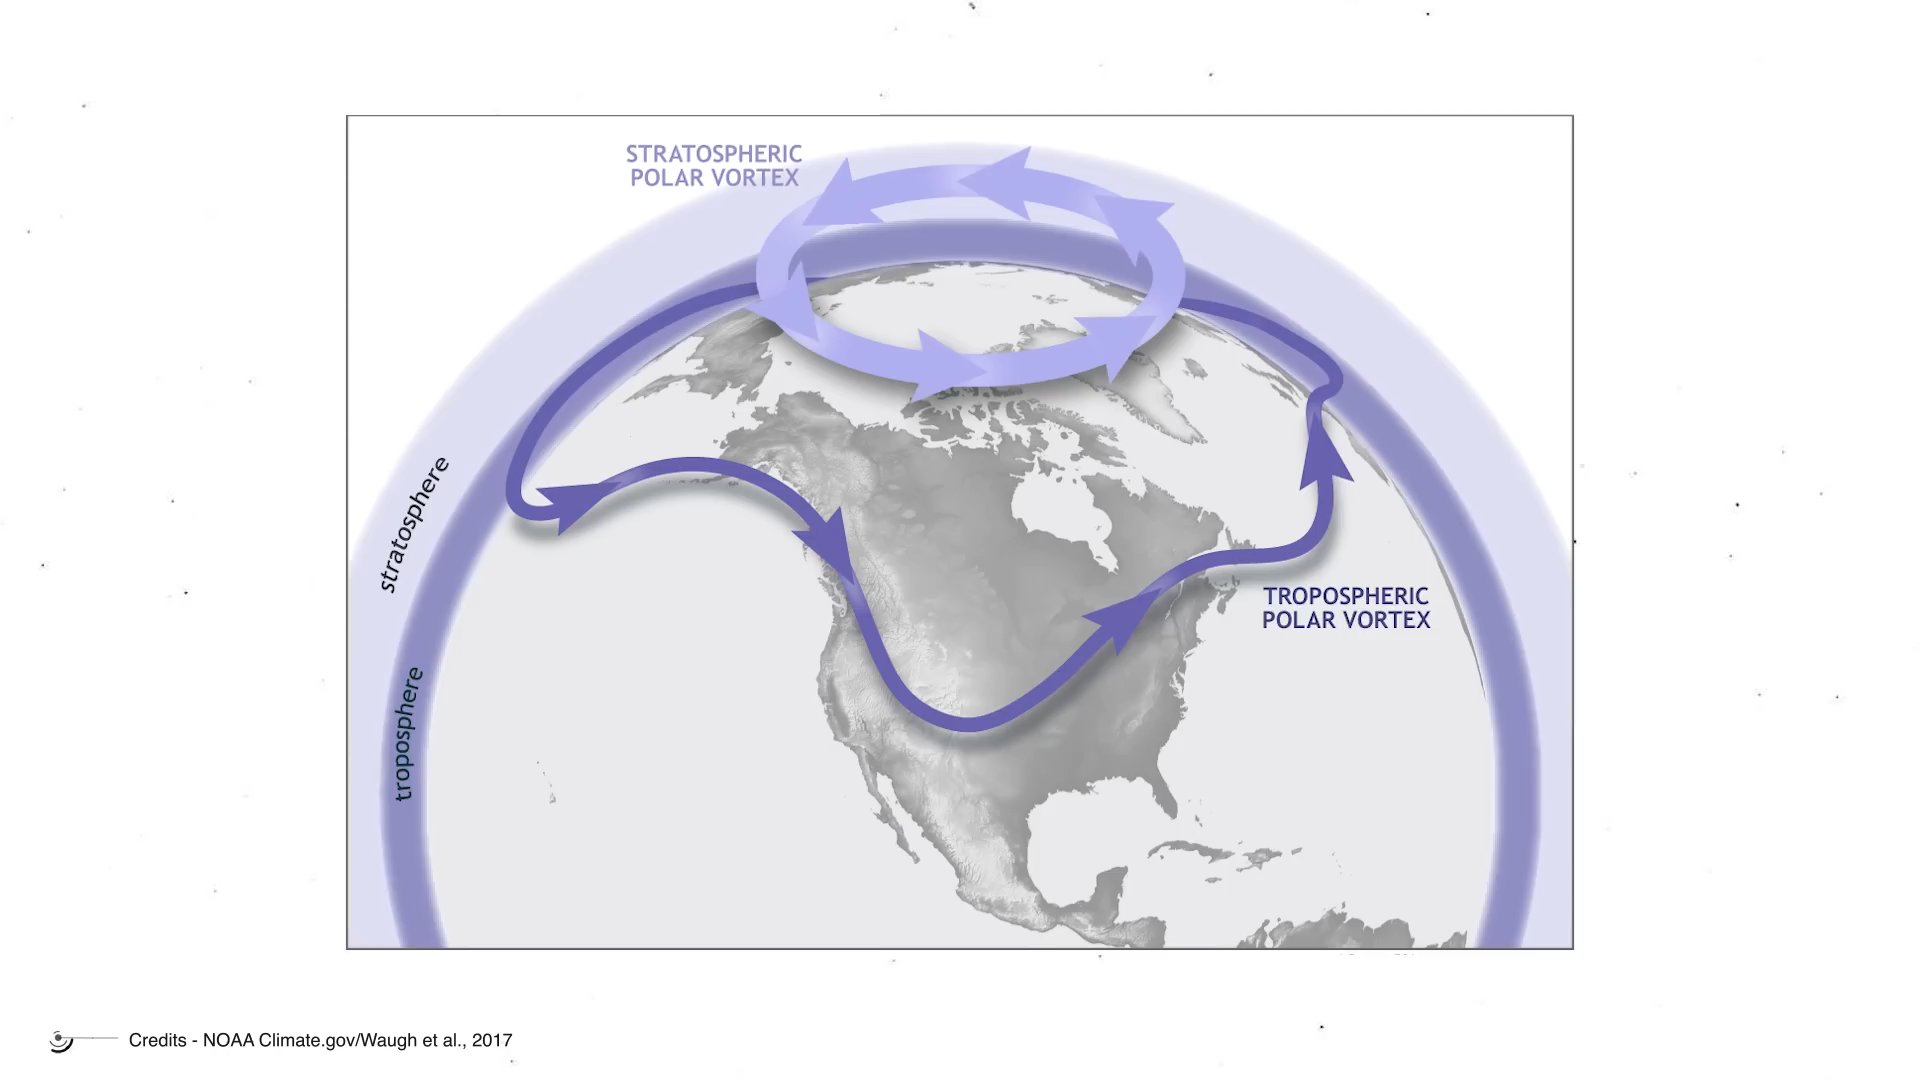 STRATOSPHERIC
POLAR VORTEX
stratosphere
TROPOSPHERIC
POLAR VORTEX
troposphere
Credits - NOAA Climate.gov/Waugh et al., 2017